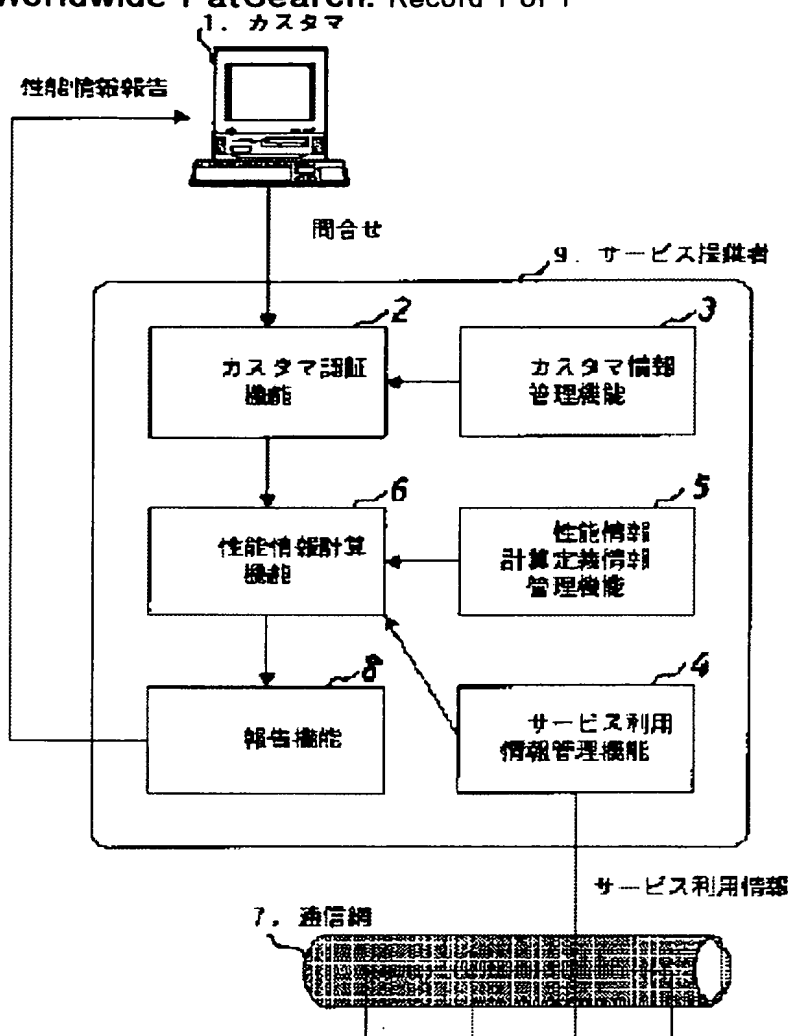 Worldwide PatSearch: Record 1 of 1
1. カスタマ
性能情報報告
問合せ
9. サービス提供者
2
カスタマ認証
機能
3
カスタマ情報
管理機能
6
性能情報計算
機能
5
性能情報
計算定義情報
管理機能
8
報告機能
4
サービス利用
情報管理機能
サービス利用情報
7. 通信網